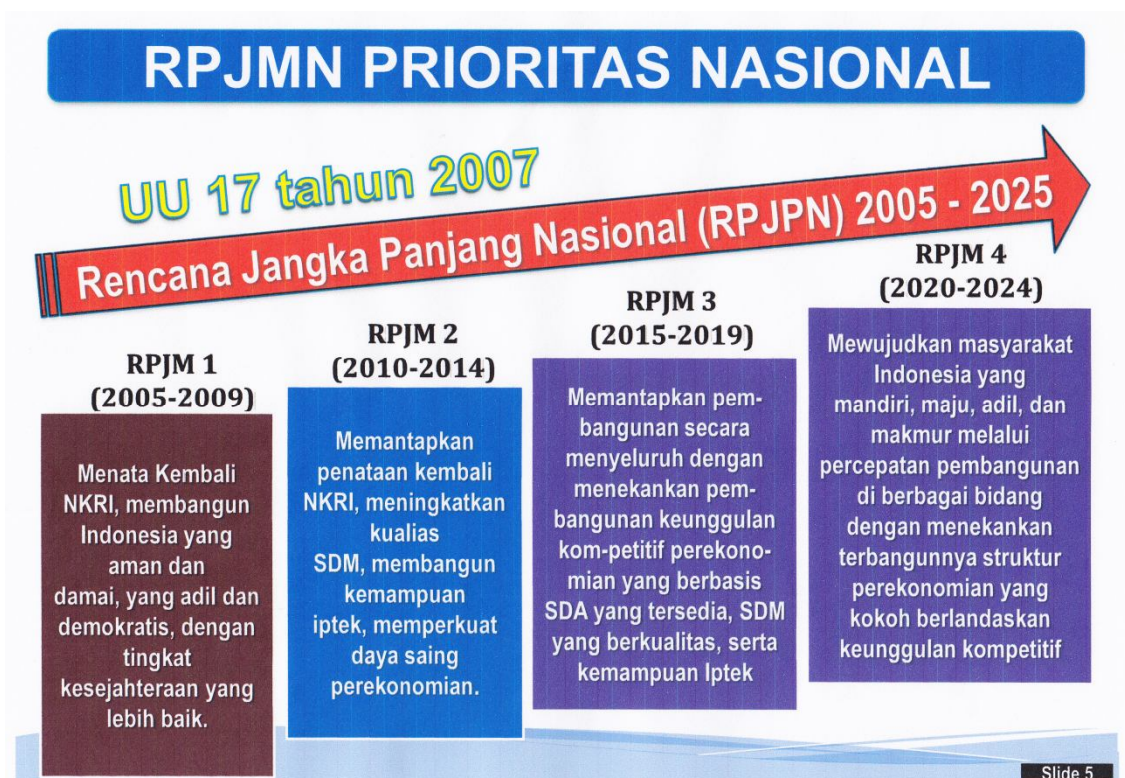 RPJMN PRIORITAS NASIONAL
UU 17 tahun 2007
Rencana Jangka Panjang Nasional (RPJPN) 2005 - 2025
RPJM 1
(2005-2009)
Menata Kembali
NKRI, membangun
Indonesia yang
aman dan
damai, yang adil dan
demokratis, dengan
tingkat
kesejahteraan yang
lebih baik.
RPJM 2
(2010-2014)
Memantapkan
penataan kembali
NKRI, meningkatkan
kualias
SDM, membangun
kemampuan
iptek, memperkuat
daya saing
perekonomian.
RPJM 3
(2015-2019)
Memantapkan pem-
bangunan secara
menyeluruh dengan
menekankan pem-
bangunan keunggulan
kom-petitif perekono-
mian yang berbasis
SDA yang tersedia, SDM
yang berkualitas, serta
kemampuan Iptek
RPJM 4
(2020-2024)
Mewujudkan masyarakat
Indonesia yang
mandiri, maju, adil, dan
makmur melalui
percepatan pembangunan
di berbagai bidang
dengan menekankan
terbangunnya struktur
perekonomian yang
kokoh berlandaskan
keunggulan kompetitif
Slide 5